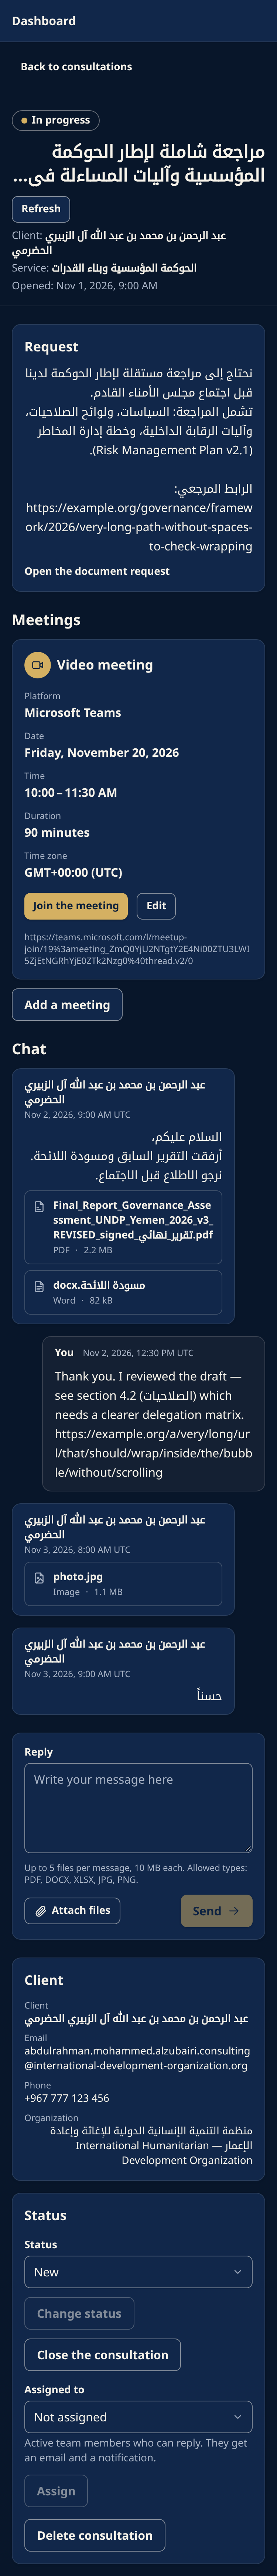 Dashboard
Back to consultations
In progress
مراجعة شاملة لإطار الحوكمة
المؤسسية وآليات المساءلة في...
Refresh
Client: عبد الرحمن بن محمد بن عبد الله آل الزبيري
الحضرمي
Service: الحوكمة المؤسسية وبناء القدرات
Opened: Nov 1, 2026, 9:00 AM
Request
نحتاج إلى مراجعة مستقلة لإطار الحوكمة لدينا
قبل اجتماع مجلس الأمناء القادم.
تشمل المراجعة: السياسات، ولوائح الصلاحيات،
وآليات الرقابة الداخلية، وخطة إدارة المخاطر
(Risk Management Plan v2.1).
الرابط المرجعي:
https://example.org/governance/framew
ork/2026/very-long-path-without-spaces-
to-check-wrapping
Open the document request
Meetings
Video meeting
Platform
Microsoft Teams
Date
Friday, November 20, 2026
Time
10:00 – 11:30 AM
Duration
90 minutes
Time zone
GMT+00:00 (UTC)
Join the meeting
Edit
https://teams.microsoft.com/l/meetup-
join/19%3ameeting_ZmQ0YjU2NTgtY2E4Ni00ZTU3LWI
5ZjEtNGRhYjE0ZTk2Nzg0%40thread.v2/0
Add a meeting
Chat
عبد الرحمن بن محمد بن عبد الله آل الزبيري
الحضرمي
Nov 2, 2026, 9:00 AM UTC
السلام عليكم،
أرفقت التقرير السابق ومسودة اللائحة.
نرجو الاطلاع قبل الاجتماع.
Final_Report_Governance_Asse
ssment_UNDP_Yemen_2026_v3_
REVISED_signed_تقرير_نهائي.pdf
PDF · 2.2 MB
مسودة اللائحة.docx
Word · 82 kB
You Nov 2, 2026, 12:30 PM UTC
Thank you. I reviewed the draft —
see section 4.2 (الصلاحيات) which
needs a clearer delegation matrix.
https://example.org/a/very/long/ur
l/that/should/wrap/inside/the/bubb
le/without/scrolling
عبد الرحمن بن محمد بن عبد الله آل الزبيري
الحضرمي
Nov 3, 2026, 8:00 AM UTC
photo.jpg
Image · 1.1 MB
عبد الرحمن بن محمد بن عبد الله آل الزبيري
الحضرمي
Nov 3, 2026, 9:00 AM UTC
حسناً
Reply
Write your message here
Up to 5 files per message, 10 MB each. Allowed types:
PDF, DOCX, XLSX, JPG, PNG.
Attach files
Send
Client
Client
عبد الرحمن بن محمد بن عبد الله آل الزبيري الحضرمي
Email
abdulrahman.mohammed.alzubairi.consulting
@international-development-organization.org
Phone
+967 777 123 456
Organization
منظمة التنمية الإنسانية الدولية للإغاثة وإعادة
الإعمار — International Humanitarian
Development Organization
Status
Status
New
Change status
Close the consultation
Assigned to
Not assigned
Active team members who can reply. They get
an email and a notification.
Assign
Delete consultation